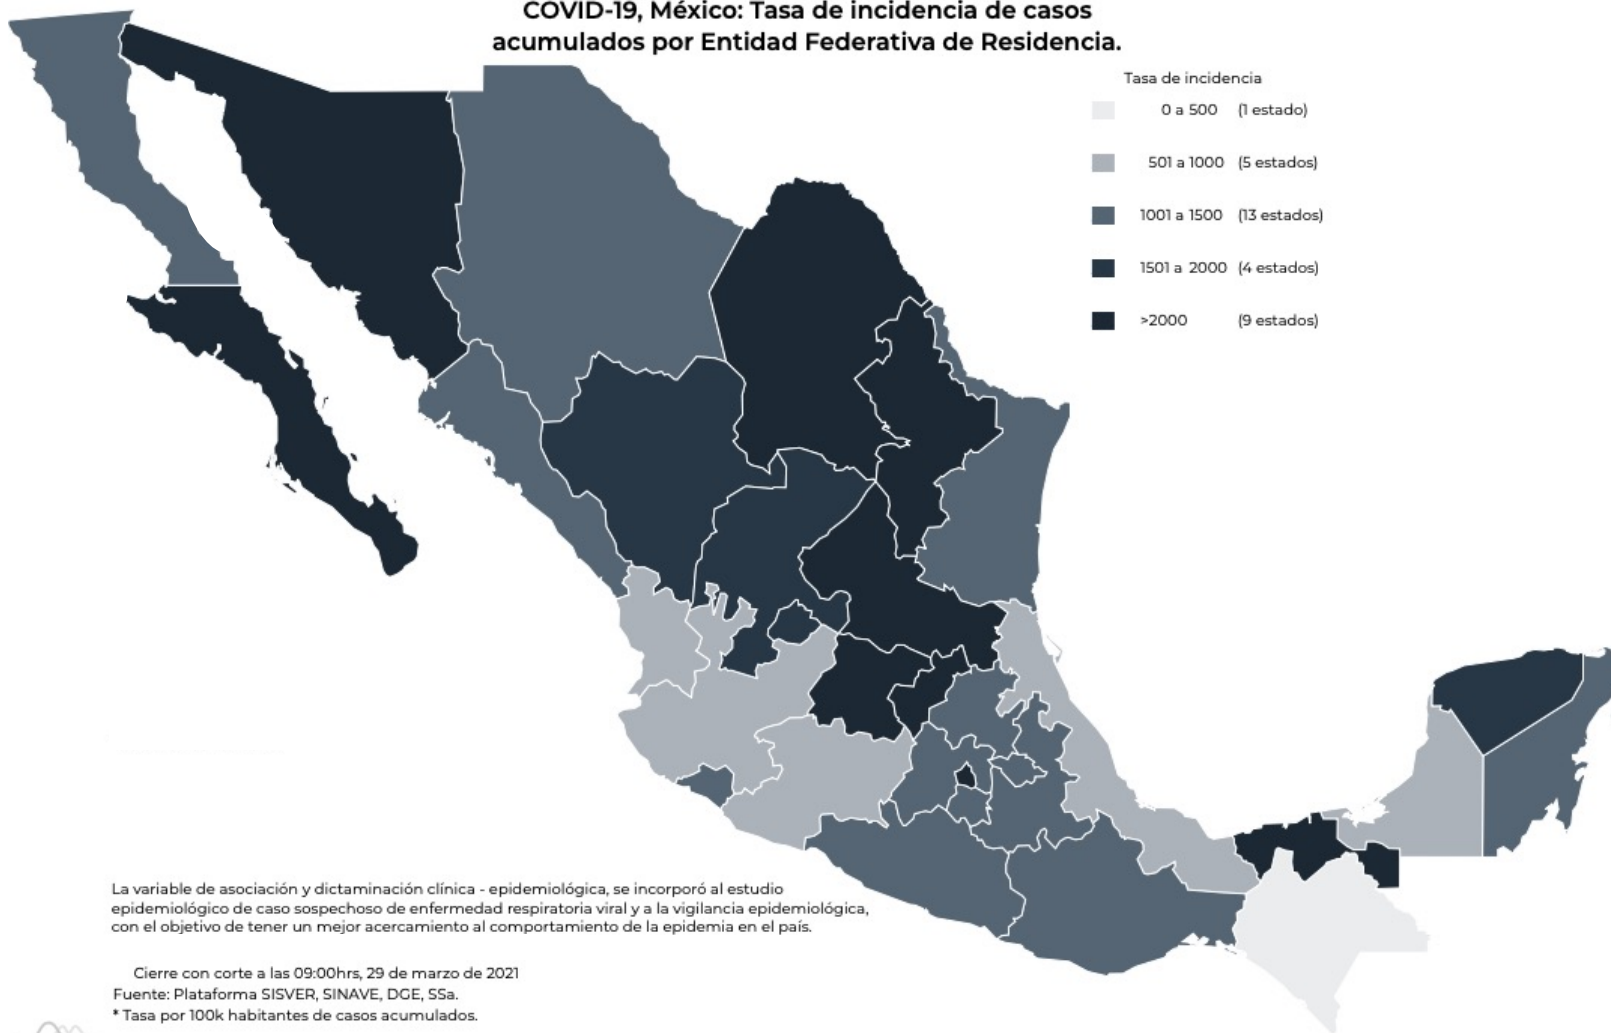 COVID-19, México: Tasa de incidencia de casos
acumulados por Entidad Federativa de Residencia.
Tasa de incidencia
0 a 500 (1 estado)
501 a 1000 (5 estados)
1001 a 1500 (13 estados)
1501 a 2000 (4 estados)
>2000 (9 estados)
La variable de asociación y dictaminación clínica - epidemiológica, se incorporó al estudio
epidemiológico de caso sospechoso de enfermedad respiratoria viral y a la vigilancia epidemiológica,
con el objetivo de tener un mejor acercamiento al comportamiento de la epidemia en el país.
Cierre con corte a las 09:00hrs, 29 de marzo de 2021
Fuente: Plataforma SISVER, SINAVE, DGE, SSa.
* Tasa por 100k habitantes de casos acumulados.